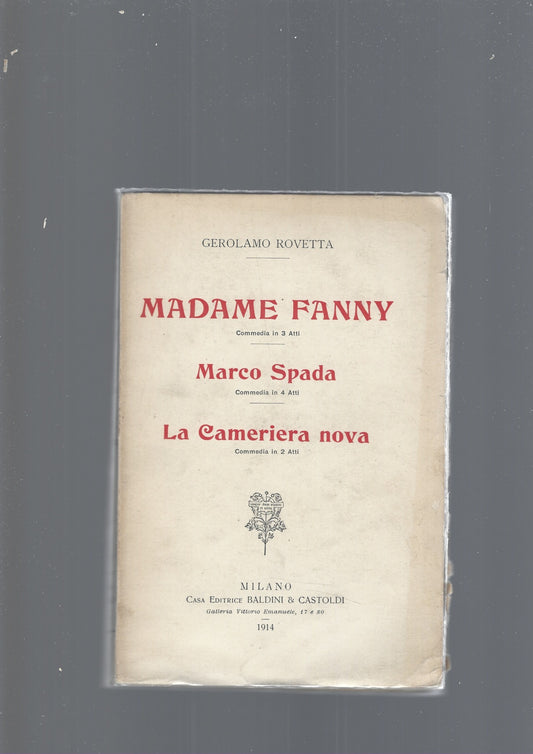 GEROLAMO ROVETTA
MADAME FANNY
Commedia in 3 Atti
Marco Spada
Commedia in 4 Atti
La Cameriera nova
Commedia in 2 Atti
MILANO
CASA EDITRICE BALDINI & CASTOLDI
Galleria Vittorio Emanuele, 17 e 80
1914